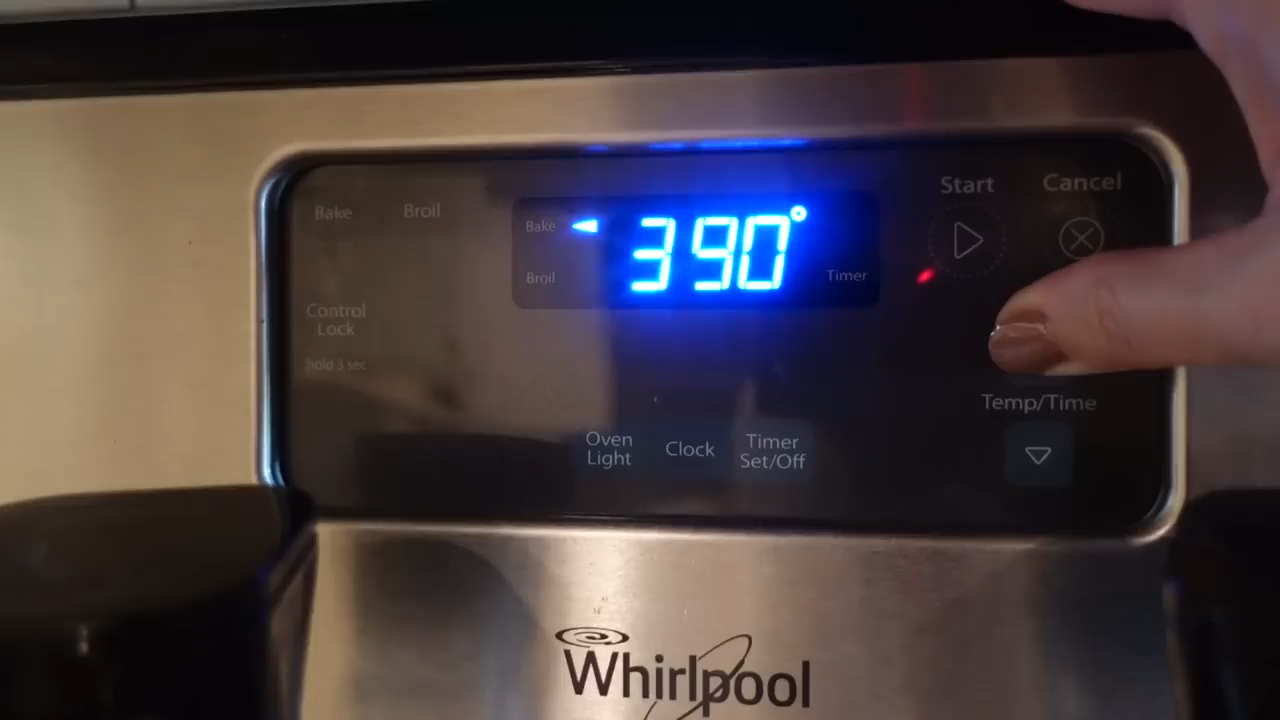 Bake
Broil
Bake
Broil
390°
Timer
Start
Cancel
Control
Lock
hold 3 sec
Temp/Time
Oven
Light
Clock
Timer
Set/Off
Whirlpool